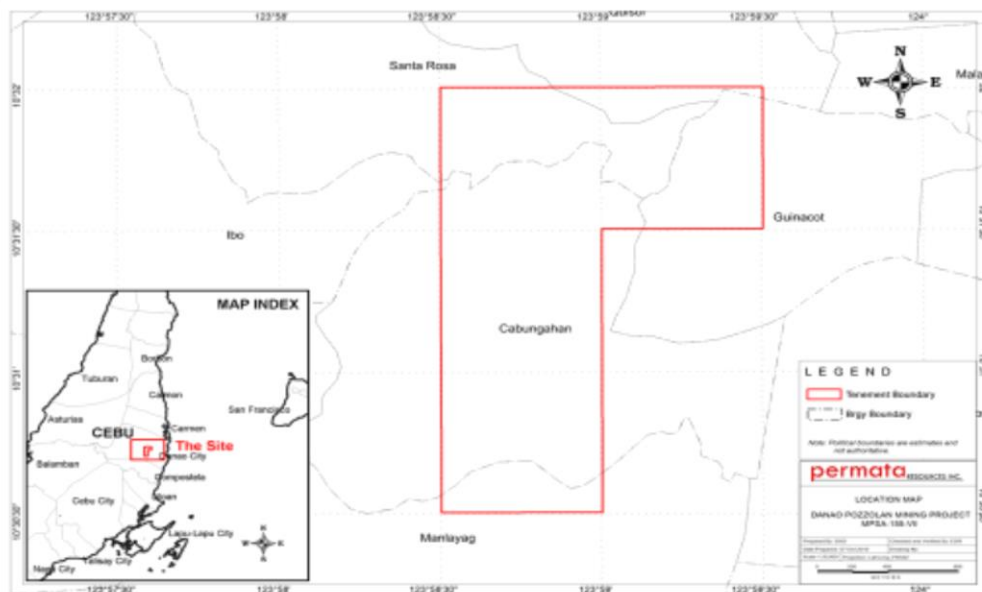 123°57'30" 123°58' 123°58'30" 123°59' 123°59'30" 124°
Santa Rosa
N
W E
S
10°32'
Guinacot
10°31'30"
Ibo
MAP INDEX
Cabungahan
Tuburan
Carmen
San Francisco
Asturias
Carmen
CEBU
The Site
Balamban
Danao City
Compostela
Cebu City
Lapu-Lapu City
Naga City
10°31'
LEGEND
Tenement Boundary
Brgy Boundary
Note: Political boundaries are estimates and
not authoritative.
permata RESOURCES INC.
LOCATION MAP
DANAO POZZOLAN MINING PROJECT
10°30'30"
123°57'30" 123°58' 123°58'30" 123°59' 123°59'30" 124°